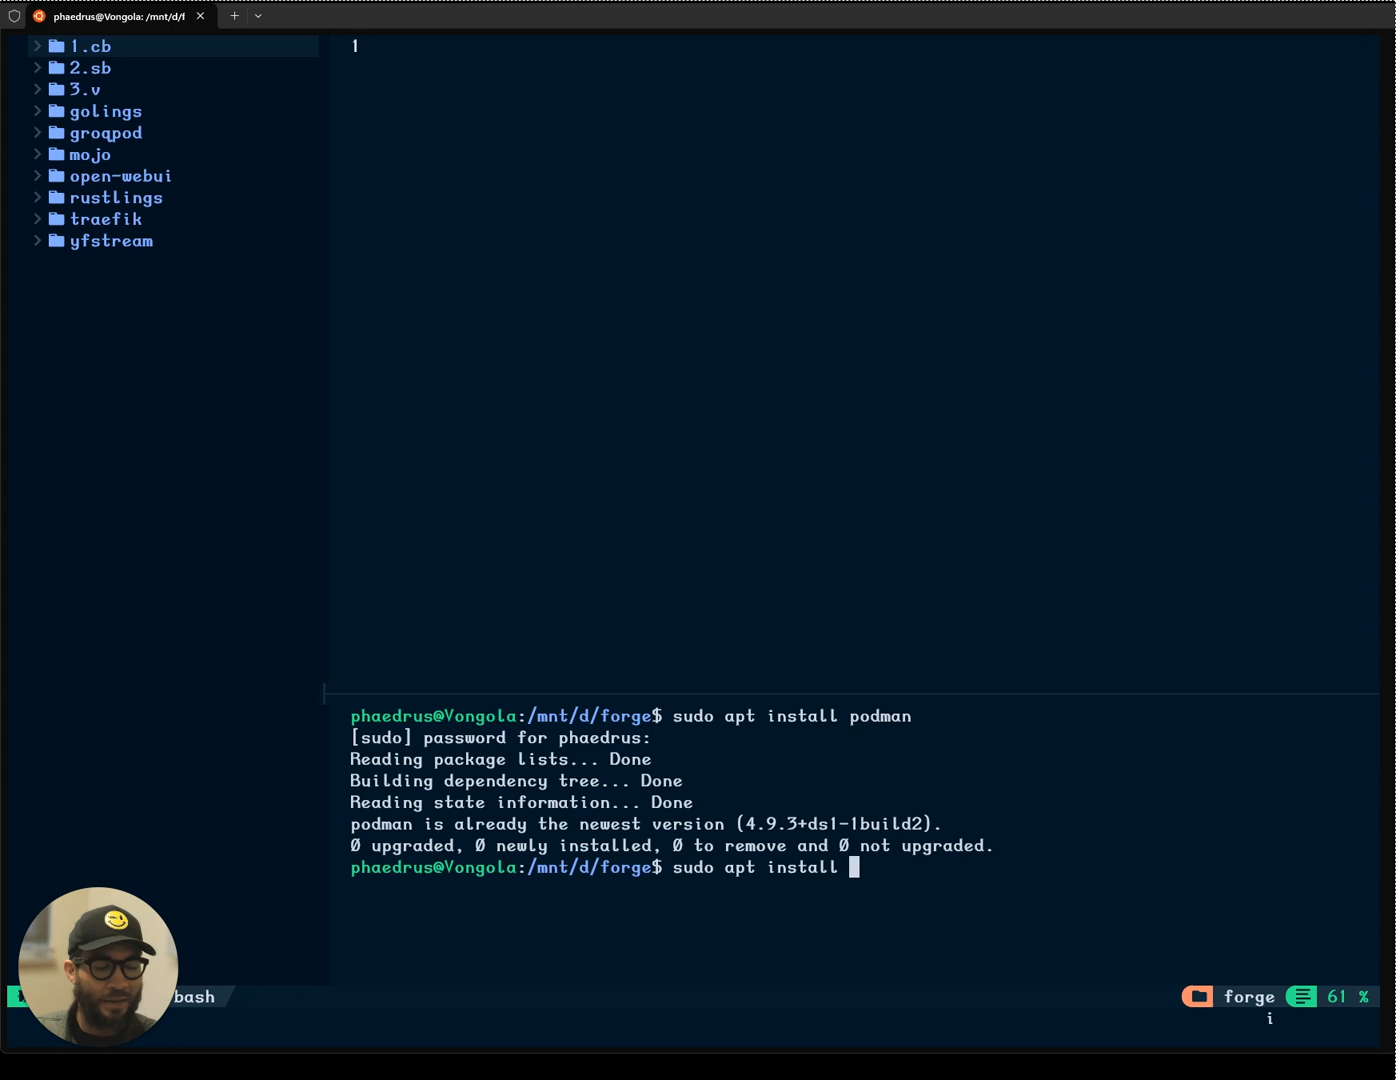 phaedrus@Vongola: /mnt/d/f
1.cb
2.sb
3.v
golings
groqpod
mojo
open-webui
rustlings
traefik
yfstream
1
phaedrus@Vongola:/mnt/d/forge$ sudo apt install podman
[sudo] password for phaedrus:
Reading package lists... Done
Building dependency tree... Done
Reading state information... Done
podman is already the newest version (4.9.3+ds1-1build2).
0 upgraded, 0 newly installed, 0 to remove and 0 not upgraded.
phaedrus@Vongola:/mnt/d/forge$ sudo apt install
bash
forge
61 %
i